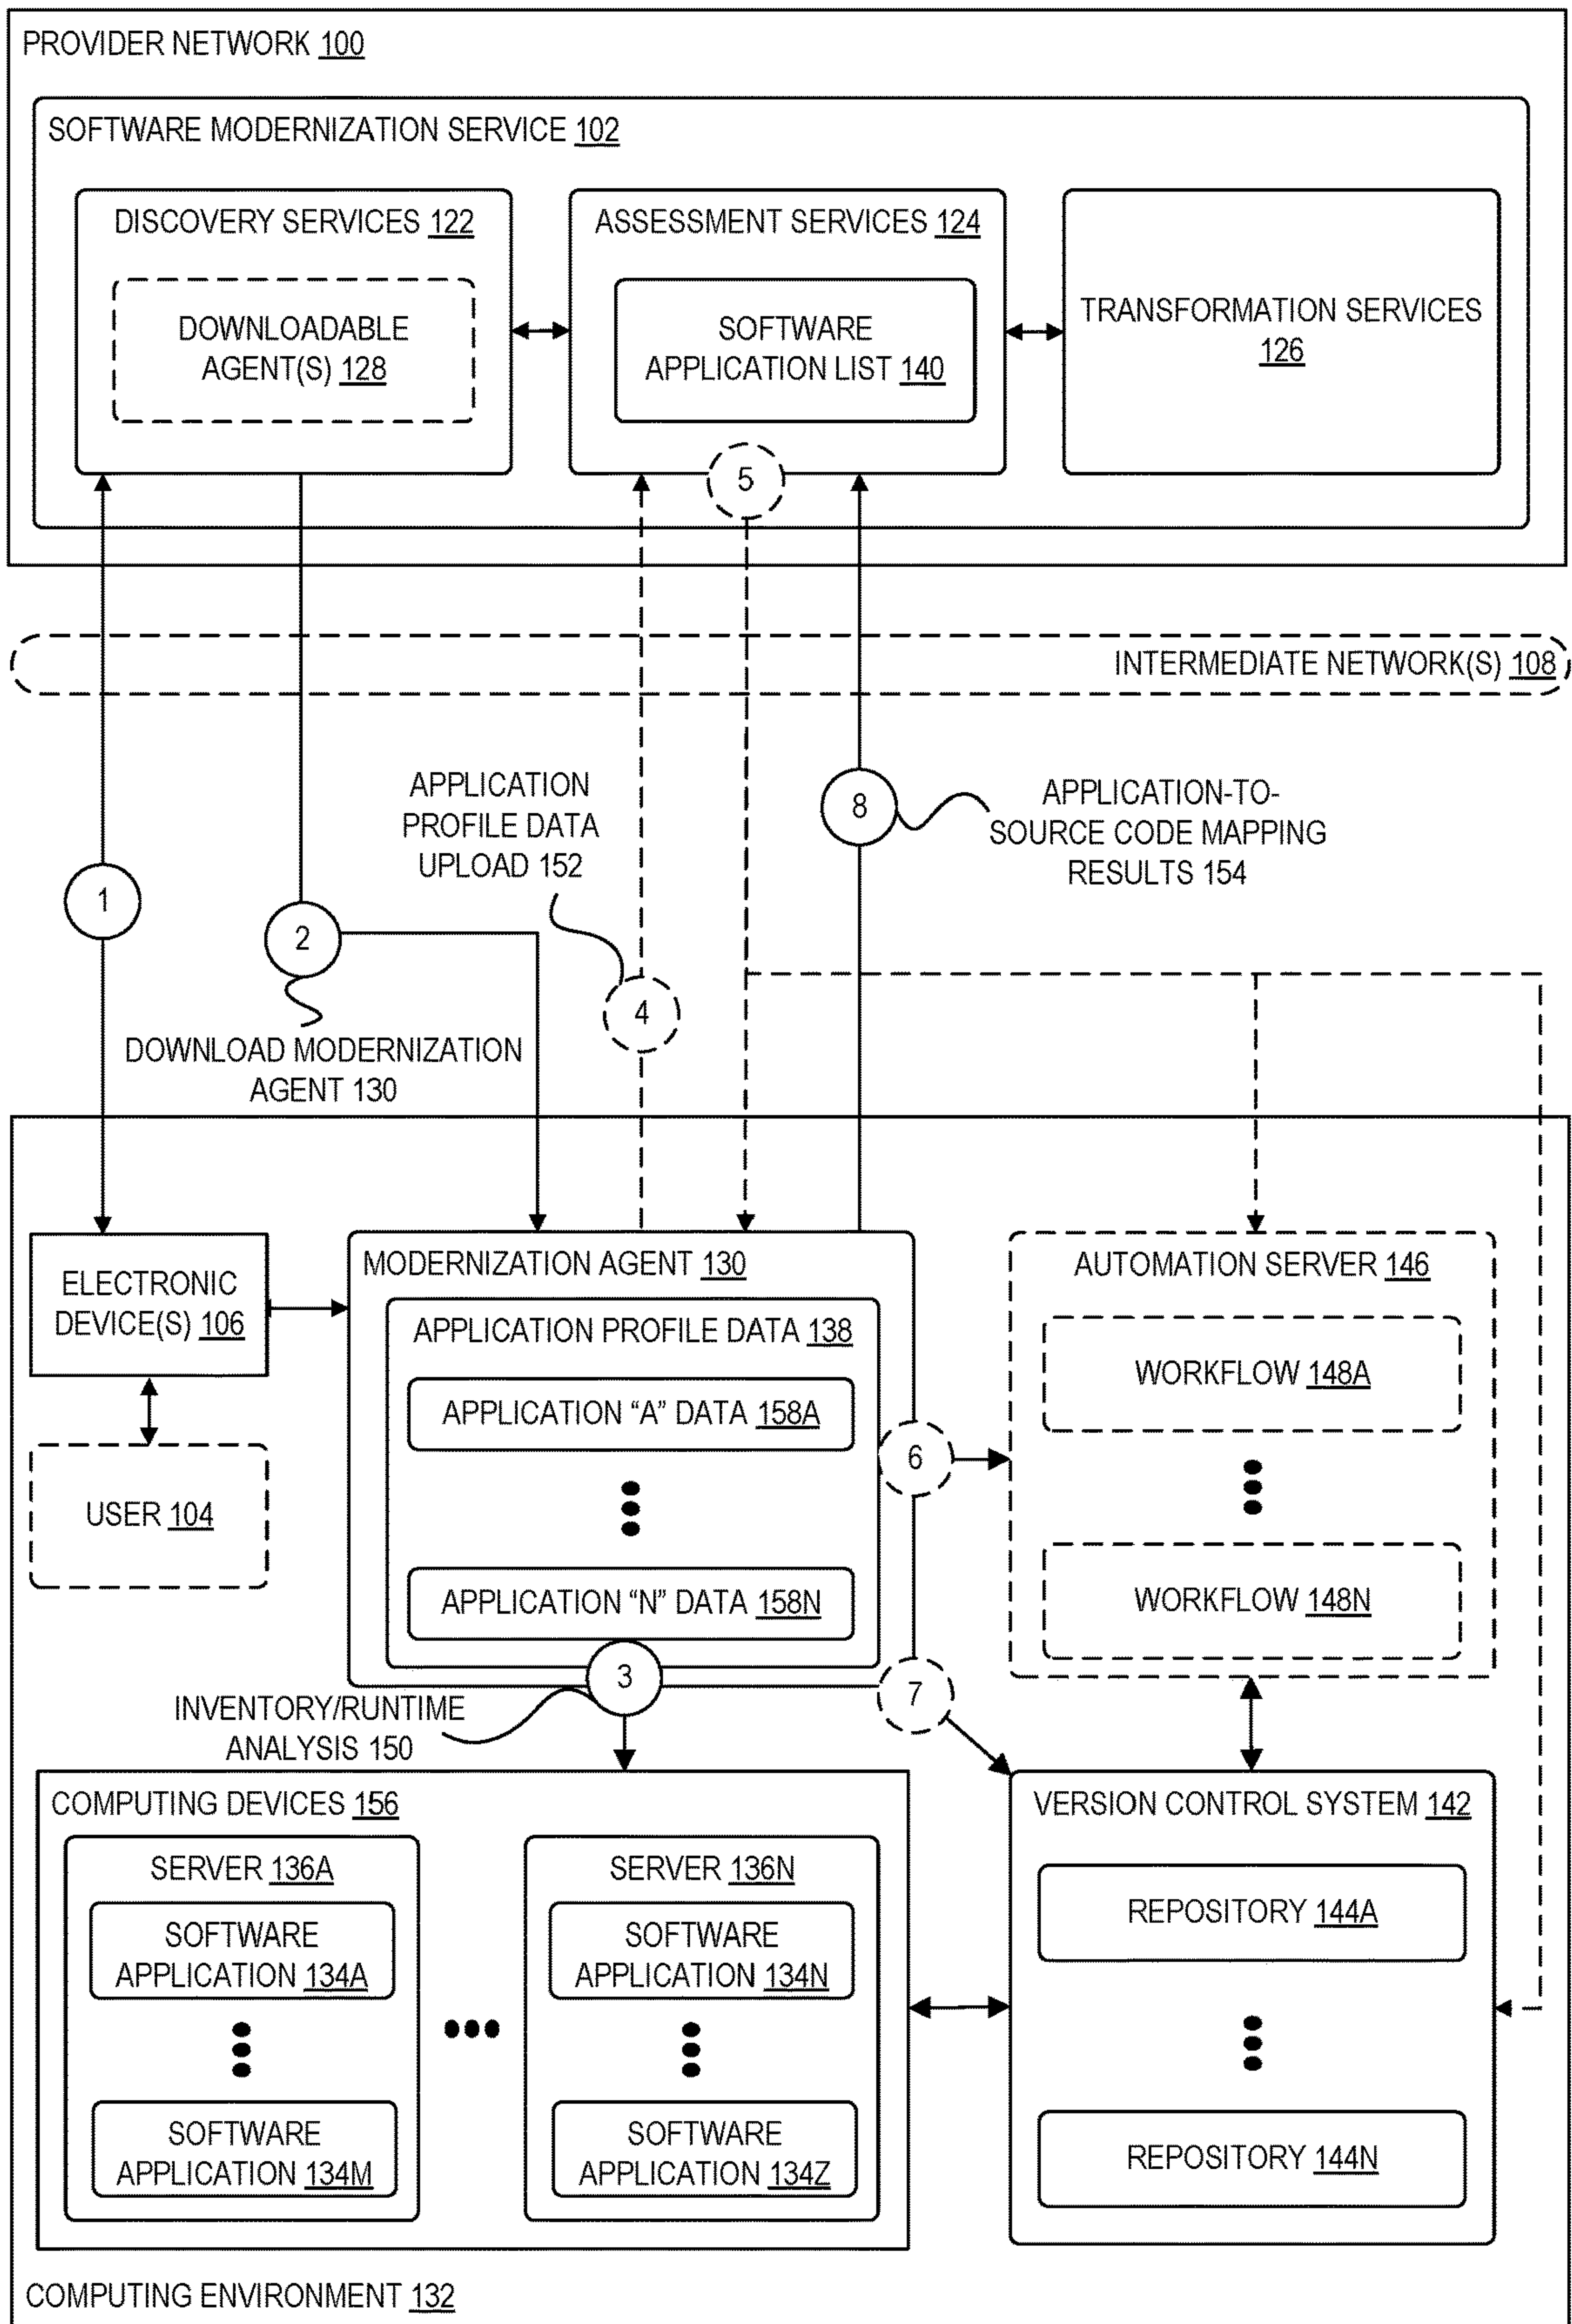 PROVIDER NETWORK 100
SOFTWARE MODERNIZATION SERVICE 102
DISCOVERY SERVICES 122
DOWNLOADABLE
AGENT(S) 128
ASSESSMENT SERVICES 124
SOFTWARE
APPLICATION LIST 140
TRANSFORMATION SERVICES
126
5
INTERMEDIATE NETWORK(S) 108
APPLICATION
PROFILE DATA
UPLOAD 152
8
APPLICATION-TO-
SOURCE CODE MAPPING
RESULTS 154
1
2
4
DOWNLOAD MODERNIZATION
AGENT 130
ELECTRONIC
DEVICE(S) 106
USER 104
MODERNIZATION AGENT 130
APPLICATION PROFILE DATA 138
APPLICATION “A” DATA 158A
APPLICATION “N” DATA 158N
6
AUTOMATION SERVER 146
WORKFLOW 148A
WORKFLOW 148N
3
7
INVENTORY/RUNTIME
ANALYSIS 150
COMPUTING DEVICES 156
SERVER 136A
SOFTWARE
APPLICATION 134A
SOFTWARE
APPLICATION 134M
SERVER 136N
SOFTWARE
APPLICATION 134N
SOFTWARE
APPLICATION 134Z
VERSION CONTROL SYSTEM 142
REPOSITORY 144A
REPOSITORY 144N
COMPUTING ENVIRONMENT 132